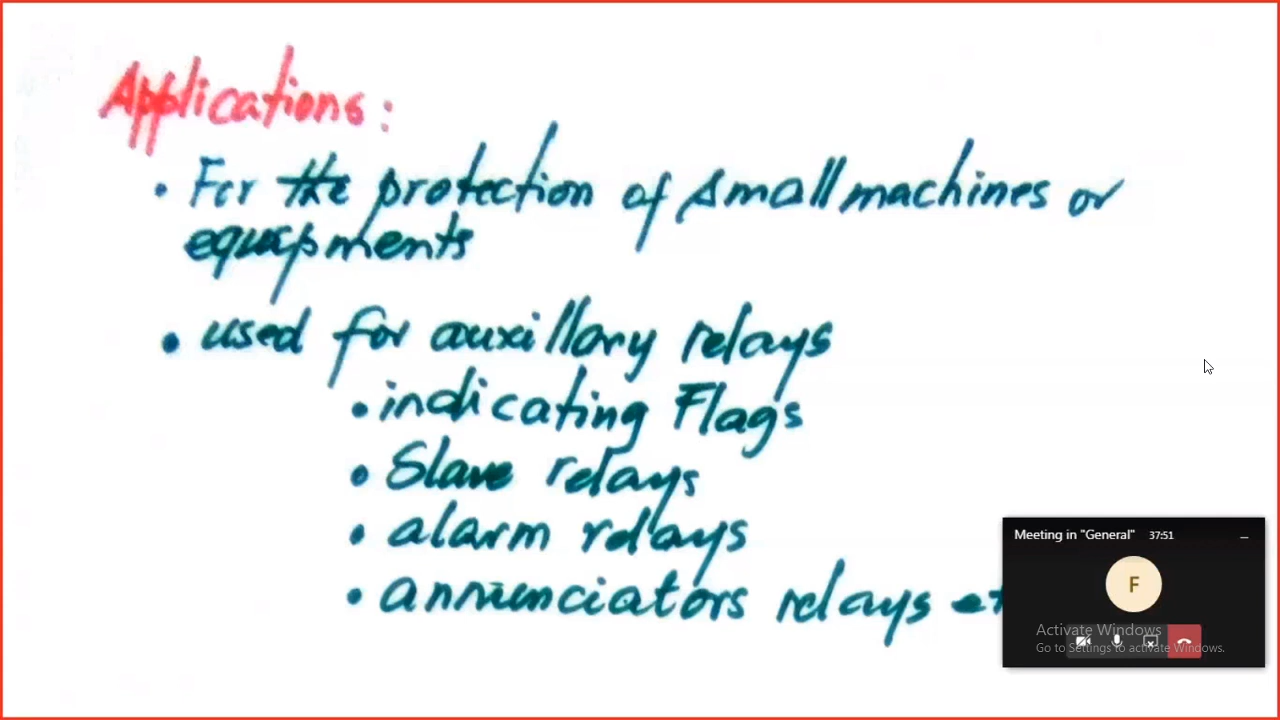 Applications:
• For the protection of small machines or
equipments
• used for auxillary relays
• indicating Flags
• Slave relays
• alarm relays
• annunciators relays
Meeting in "General" 37:51
F
Activate Windows
Go to Settings to activate Windows.